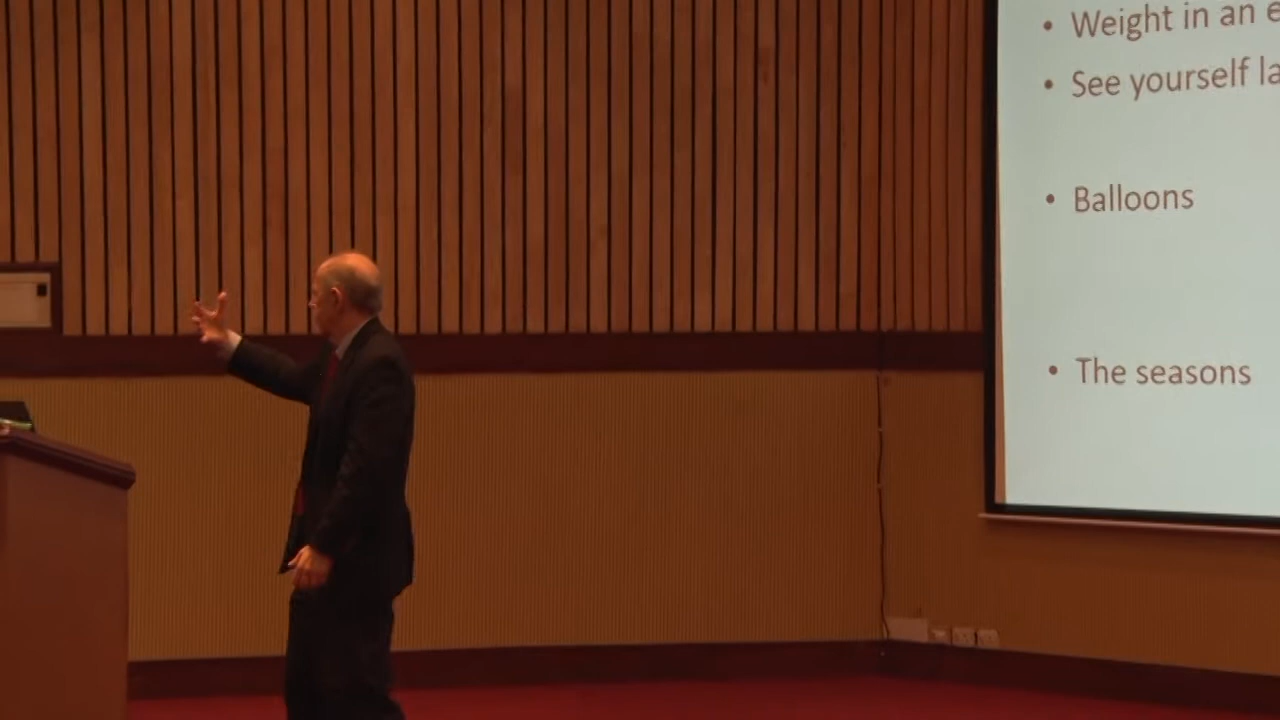 • Weight in an
• See yourself
• Balloons
• The seasons